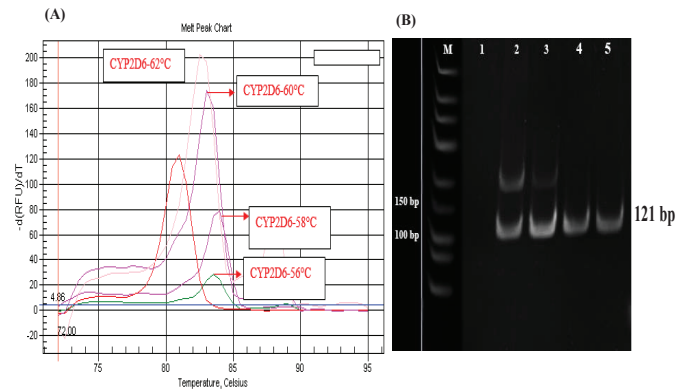 (A)
Melt Peak Chart
200
180
160
140
120
100
80
60
40
20
0
-20
-d(RFU)/dT
CYP2D6-62°C
CYP2D6-60°C
CYP2D6-58°C
CYP2D6-56°C
4.86
72.00
75 80 85 90 95
Temperature, Celsius
(B)
M 1 2 3 4 5
150 bp
100 bp
121 bp